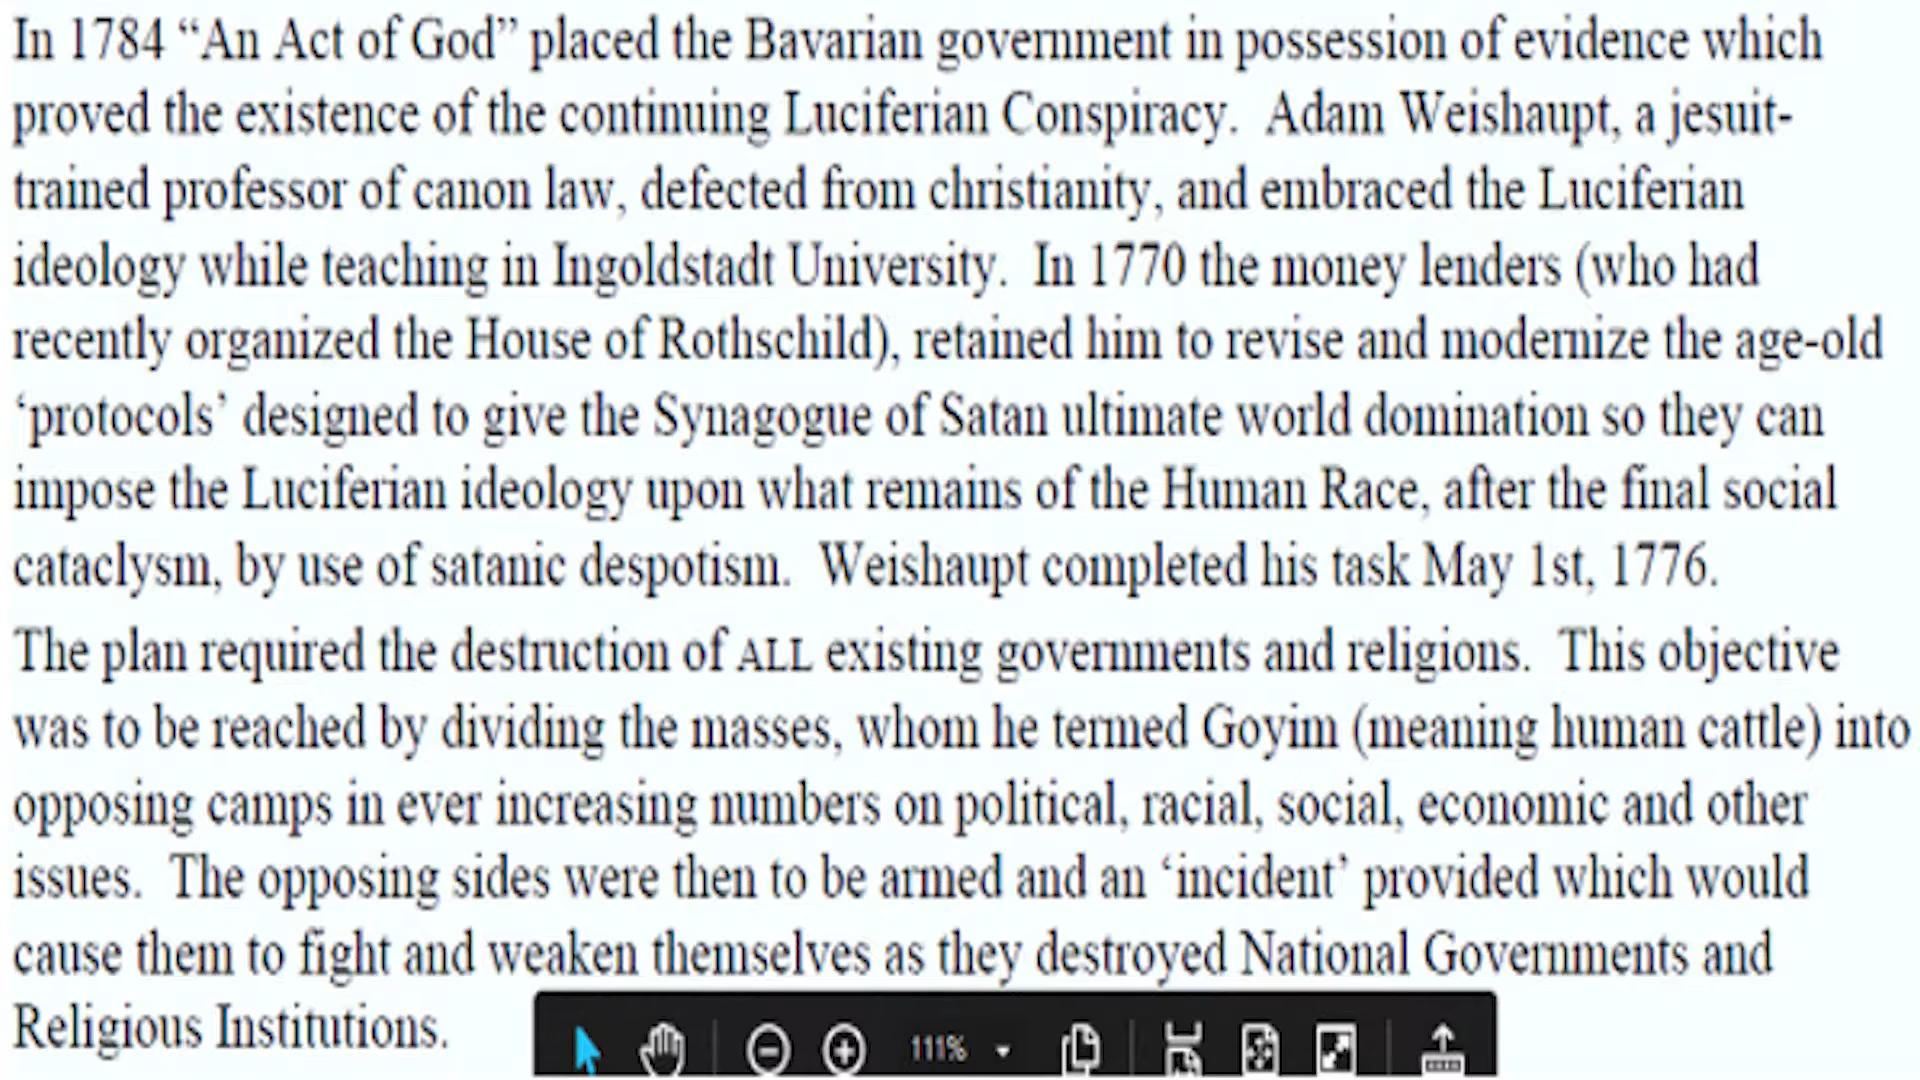 In 1784 “An Act of God” placed the Bavarian government in possession of evidence which
proved the existence of the continuing Luciferian Conspiracy. Adam Weishaupt, a jesuit-
trained professor of canon law, defected from christianity, and embraced the Luciferian
ideology while teaching in Ingoldstadt University. In 1770 the money lenders (who had
recently organized the House of Rothschild), retained him to revise and modernize the age-old
‘protocols’ designed to give the Synagogue of Satan ultimate world domination so they can
impose the Luciferian ideology upon what remains of the Human Race, after the final social
cataclysm, by use of satanic despotism. Weishaupt completed his task May 1st, 1776.
The plan required the destruction of ALL existing governments and religions. This objective
was to be reached by dividing the masses, whom he termed Goyim (meaning human cattle) into
opposing camps in ever increasing numbers on political, racial, social, economic and other
issues. The opposing sides were then to be armed and an ‘incident’ provided which would
cause them to fight and weaken themselves as they destroyed National Governments and
Religious Institutions.
111%